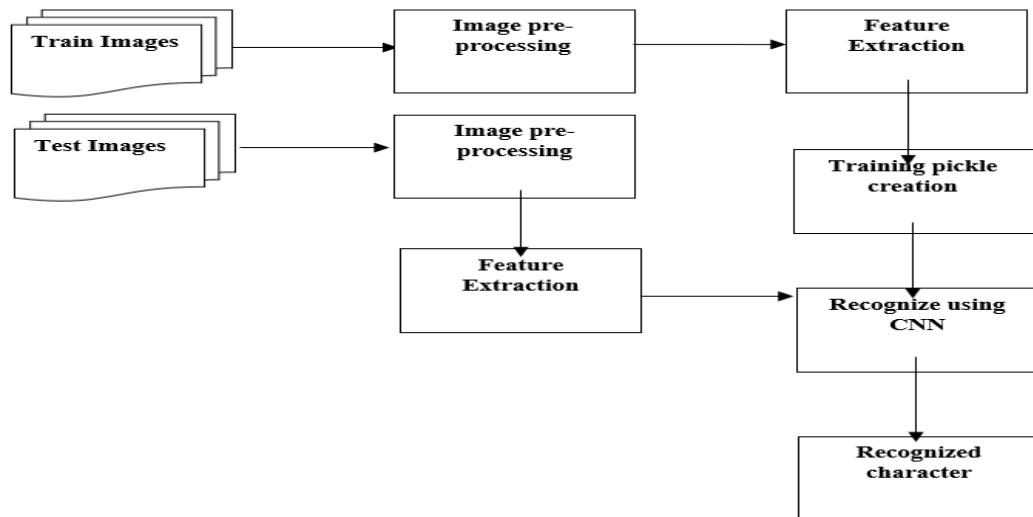 Train Images
Image pre-
processing
Feature
Extraction
Test Images
Image pre-
processing
Training pickle
creation
Feature
Extraction
Recognize using
CNN
Recognized
character